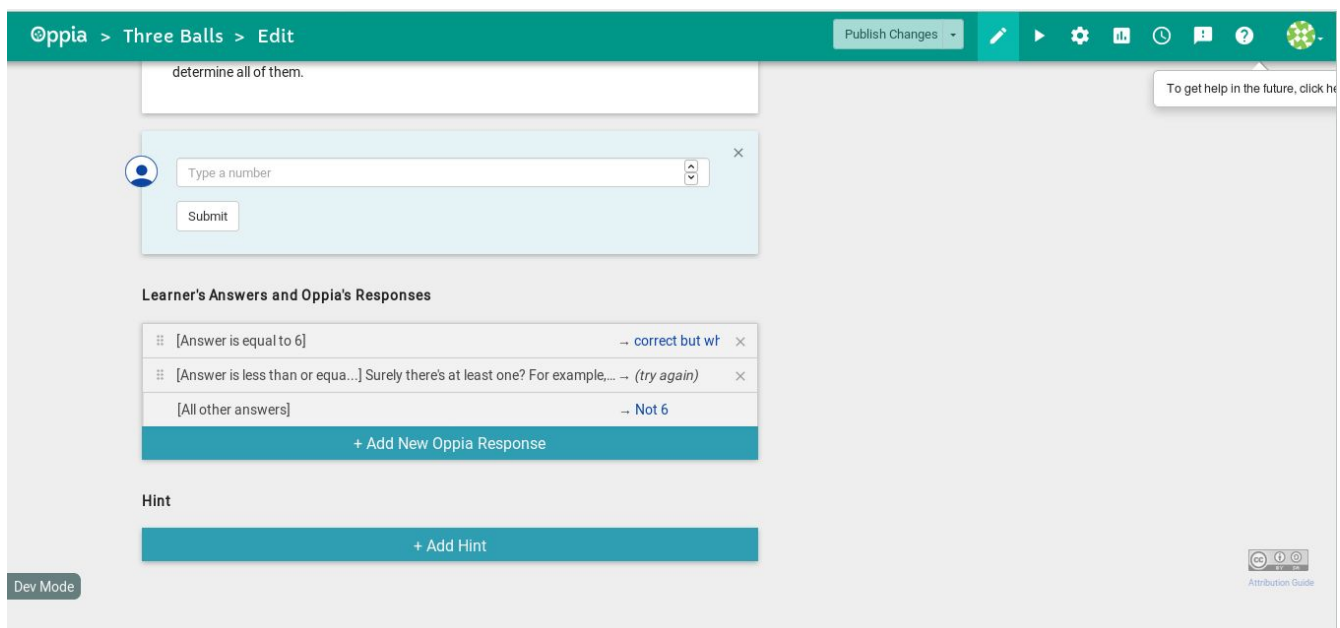 Oppia > Three Balls > Edit
Publish Changes
To get help in the future, click he
determine all of them.
Type a number
Submit
Learner's Answers and Oppia's Responses
[Answer is equal to 6] → correct but wh
[Answer is less than or equa...] Surely there's at least one? For example,... → (try again)
[All other answers] → Not 6
+ Add New Oppia Response
Hint
+ Add Hint
cc BY SA
Attribution Guide
Dev Mode